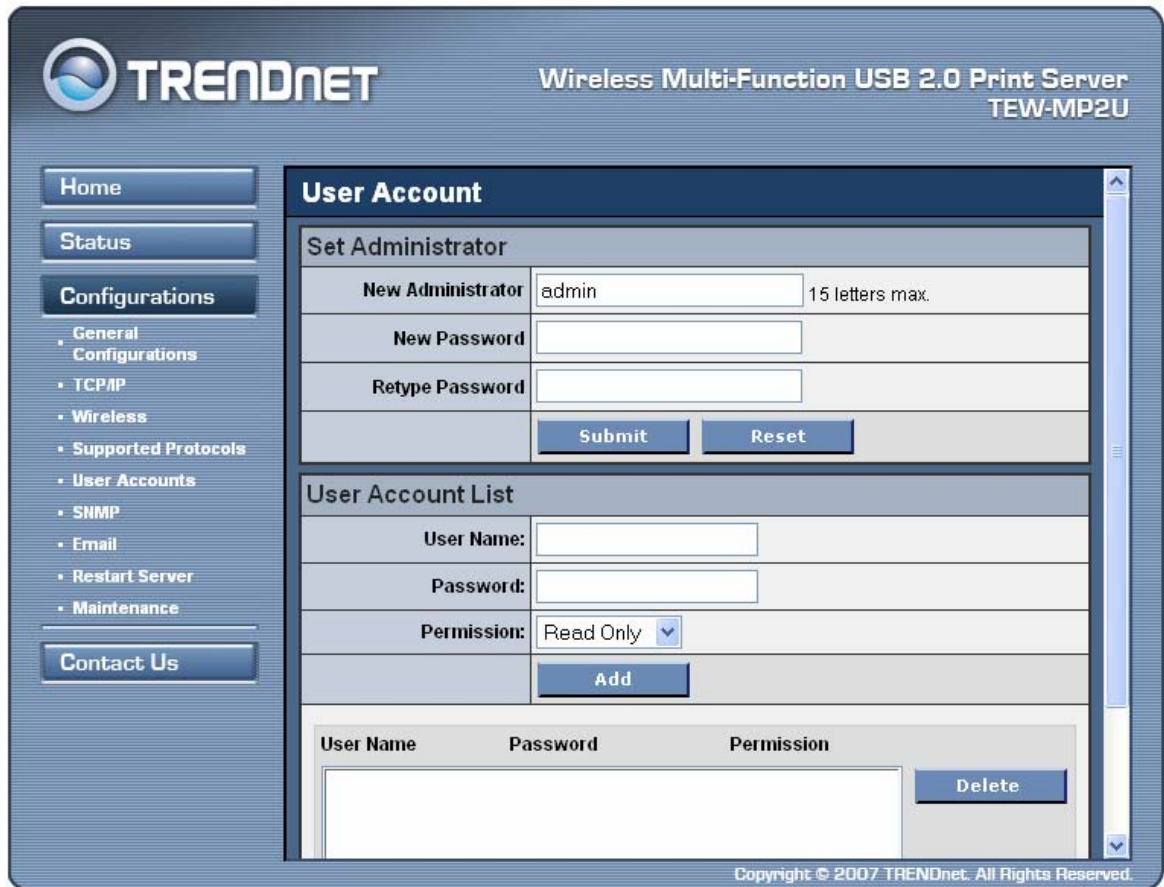 TRENDNET
Wireless Multi-Function USB 2.0 Print Server
TEW-MP2U
Home
Status
Configurations
General
Configurations
TCP/IP
Wireless
Supported Protocols
User Accounts
SNMP
Email
Restart Server
Maintenance
Contact Us
User Account
Set Administrator
New Administrator admin 15 letters max.
New Password
Retype Password
Submit Reset
User Account List
User Name:
Password:
Permission: Read Only
Add
User Name Password Permission
Delete
Copyright © 2007 TRENDnet. All Rights Reserved.